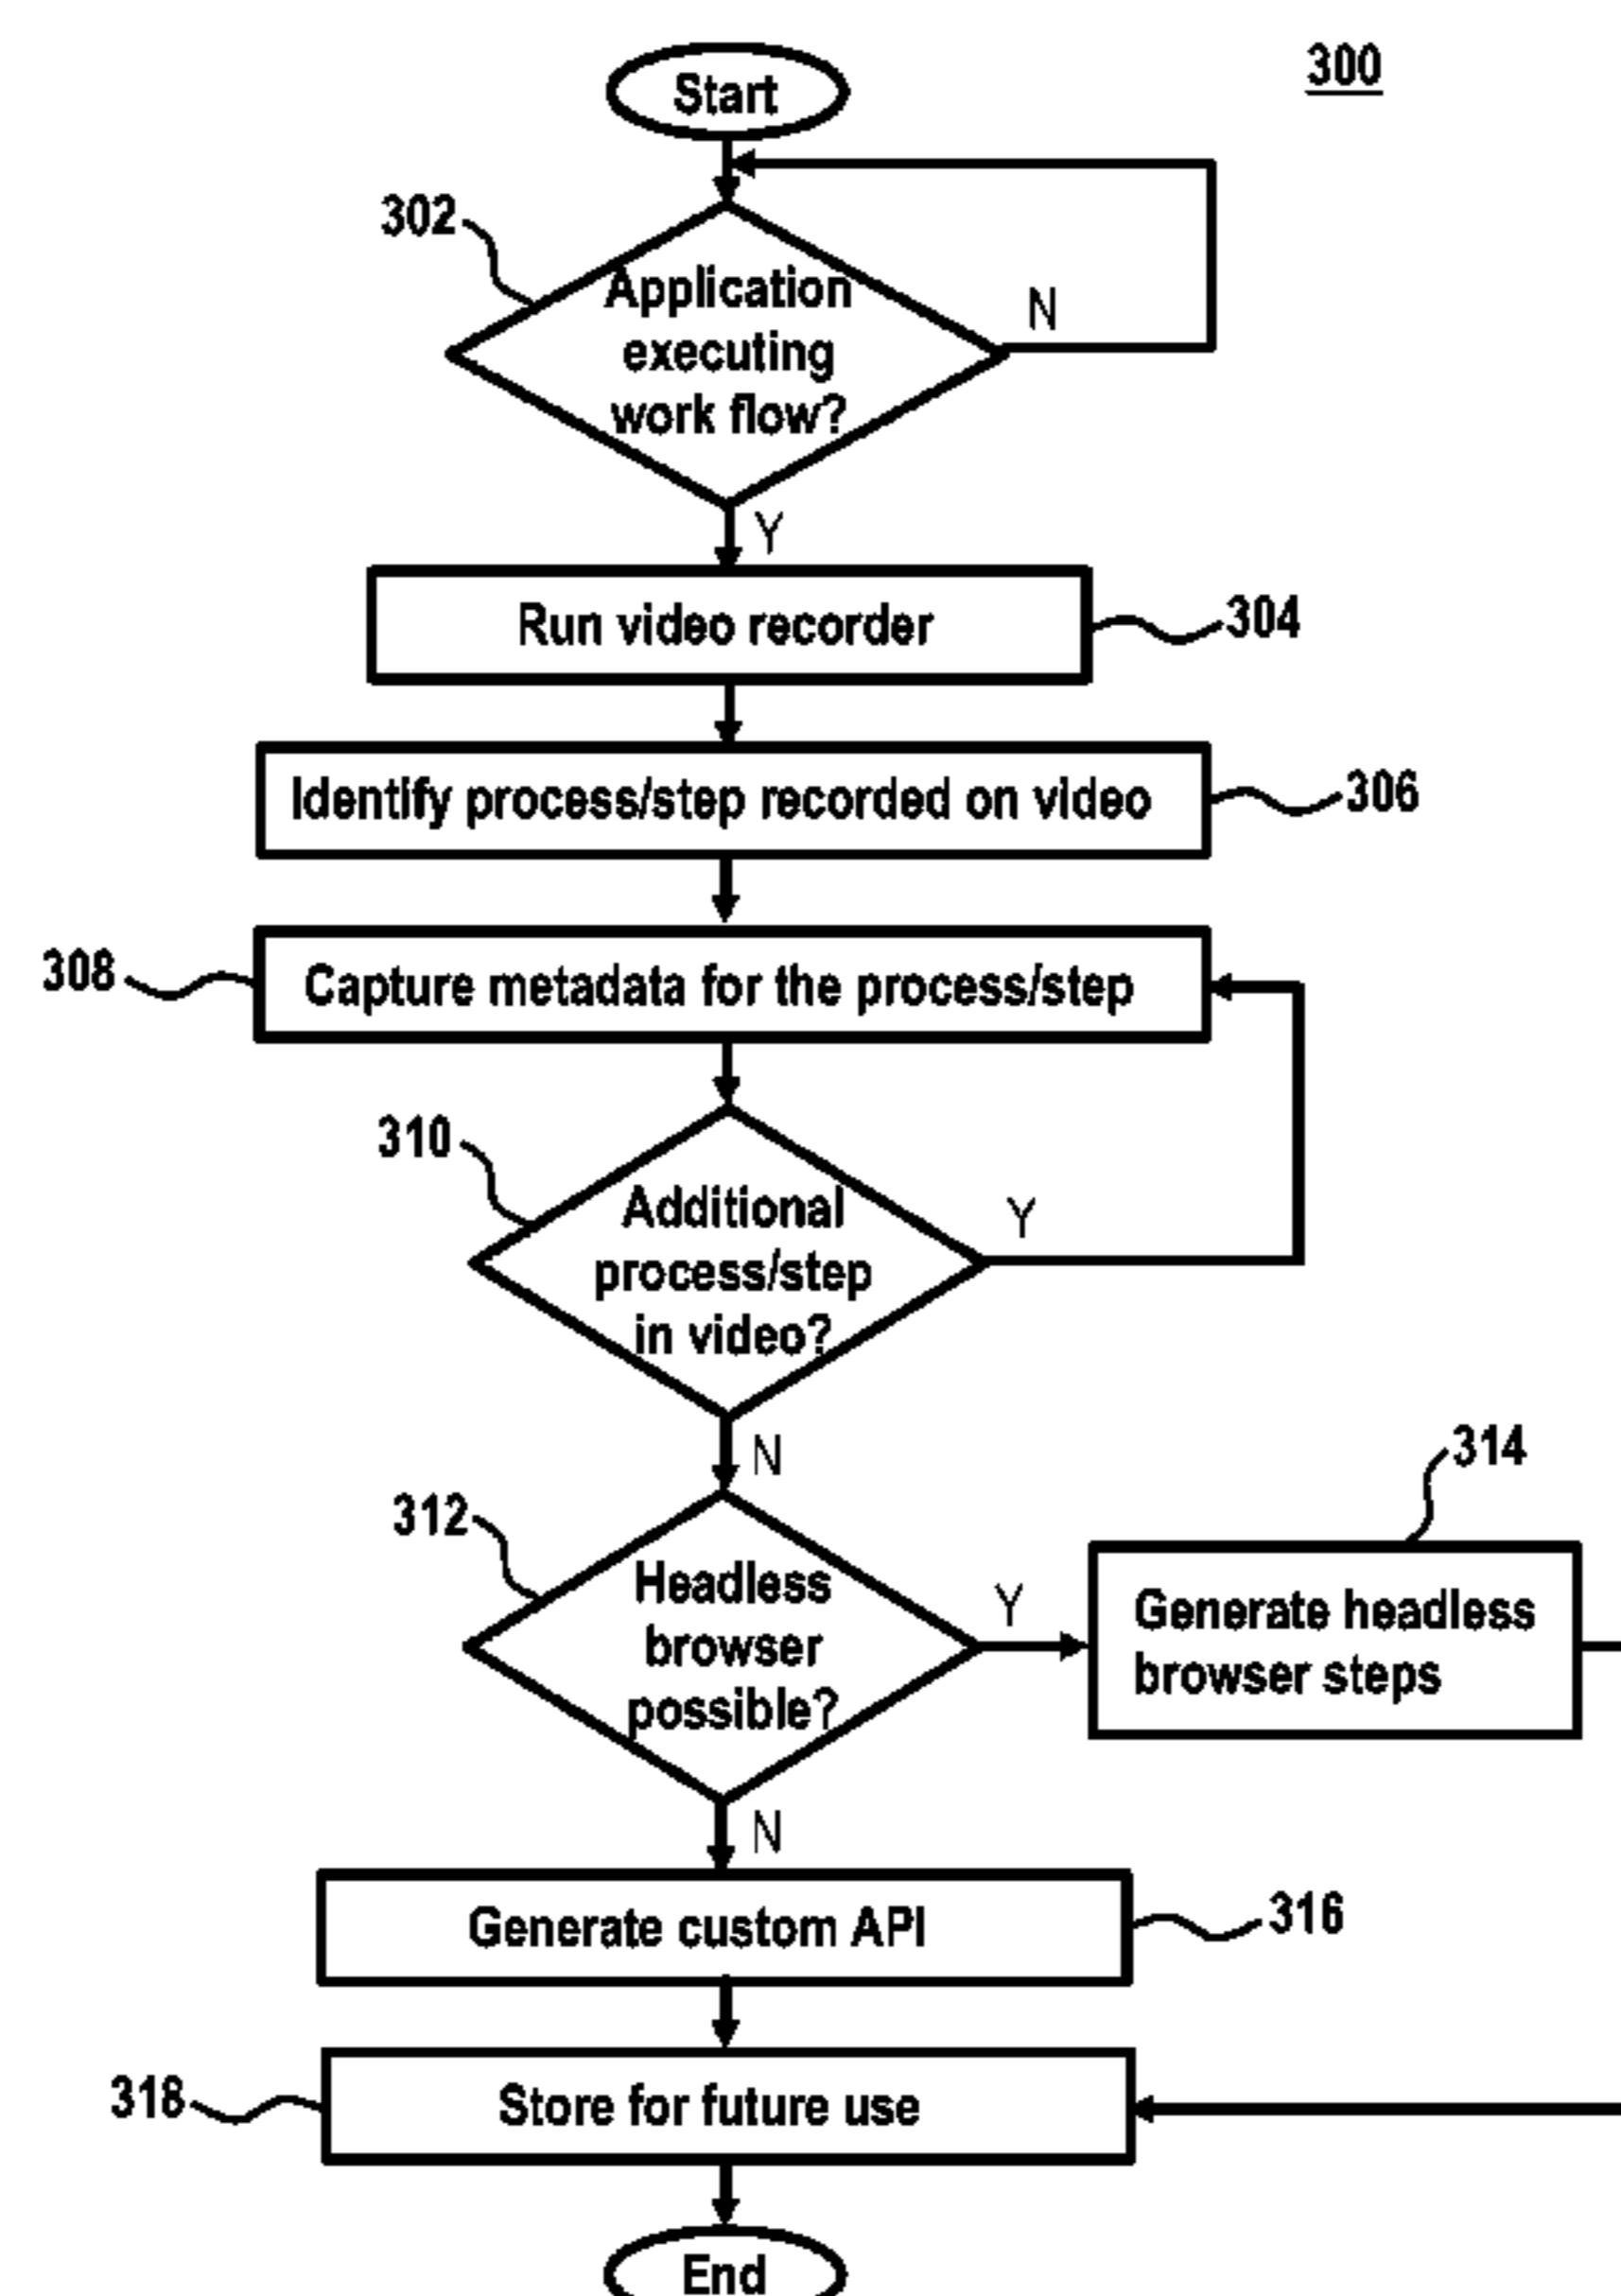 300
Start
302
Application
executing
work flow?
N
Y
Run video recorder
304
Identify process/step recorded on video
306
308
Capture metadata for the process/step
310
Additional
process/step
in video?
Y
N
312
Headless
browser
possible?
Y
314
Generate headless
browser steps
N
Generate custom API
316
318
Store for future use
End